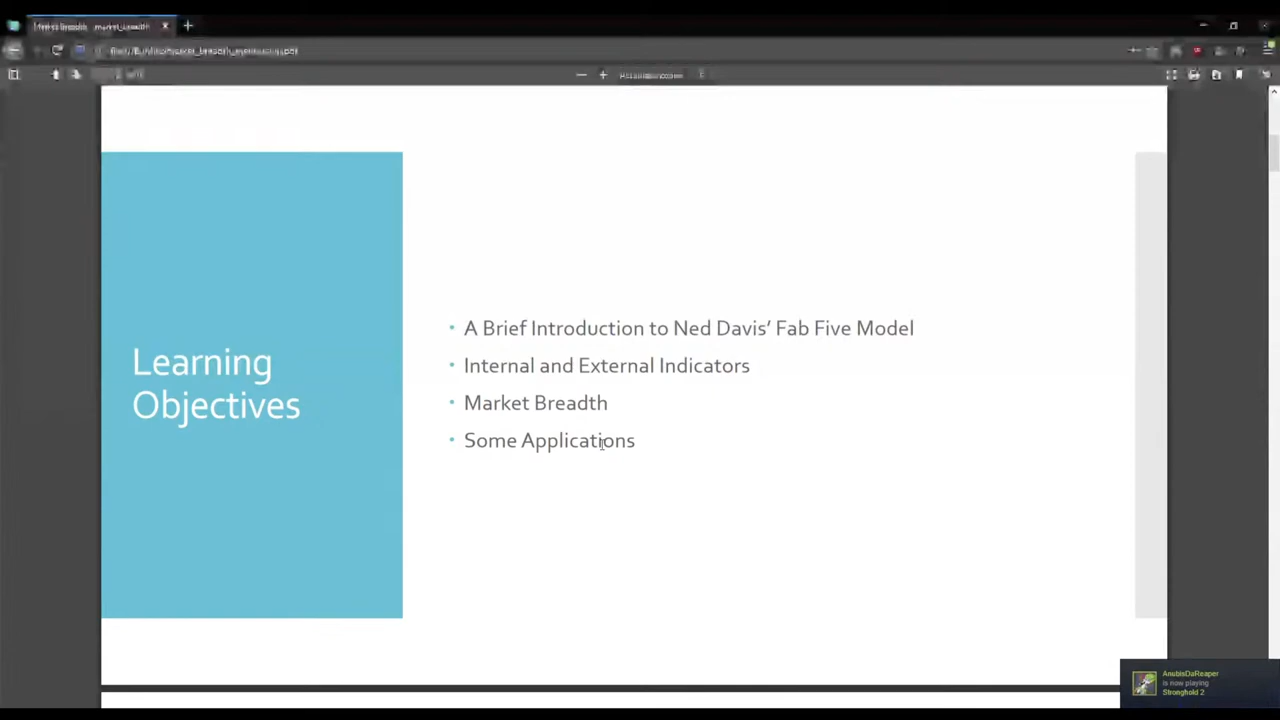 Learning
Objectives
• A Brief Introduction to Ned Davis’ Fab Five Model
• Internal and External Indicators
• Market Breadth
• Some Applications
AnubisDaReaper
is now playing
Stronghold 2